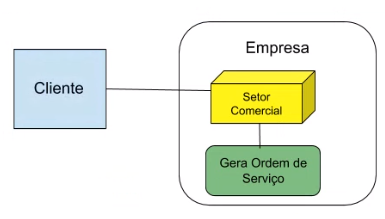 Empresa
Cliente
Setor
Comercial
Gera Ordem de
Serviço